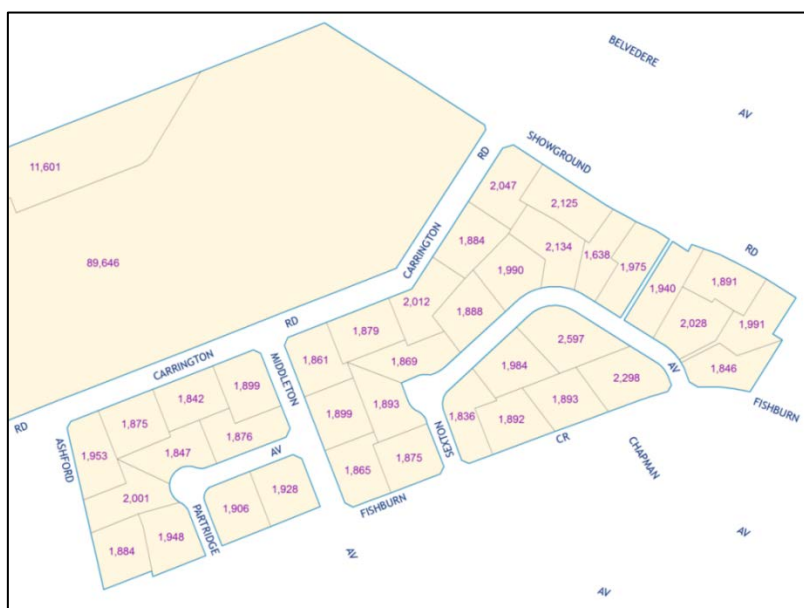 BELVEDERE
AV
SHOWGROUND
RD
RD
2,047
2,125
11,601
1,884
2,134
1,638
1,975
89,646
CARRINGTON
1,990
1,940
1,891
2,012
1,888
2,028
1,991
RD
1,879
1,861
1,869
2,597
1,846
CARRINGTON
MIDDLETON
1,984
AV
2,298
FISHBURN
RD
1,842
1,899
1,875
1,899
1,893
1,836
1,892
1,893
ASHFORD
1,953
1,847
1,876
SEXTON
CR
CHAPMAN
AV
1,865
1,875
2,001
1,906
1,928
FISHBURN
PARTRIDGE
1,884
1,948
AV
AV
AV